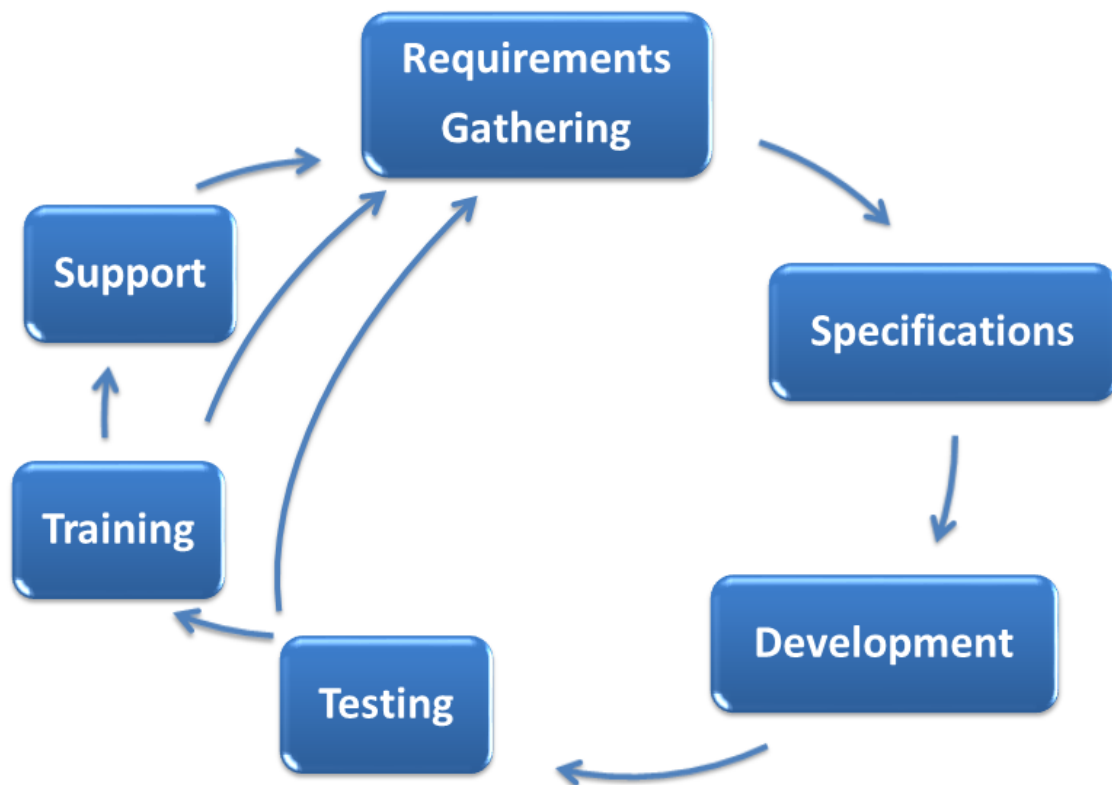 Requirements
Gathering
Specifications
Development
Testing
Training
Support